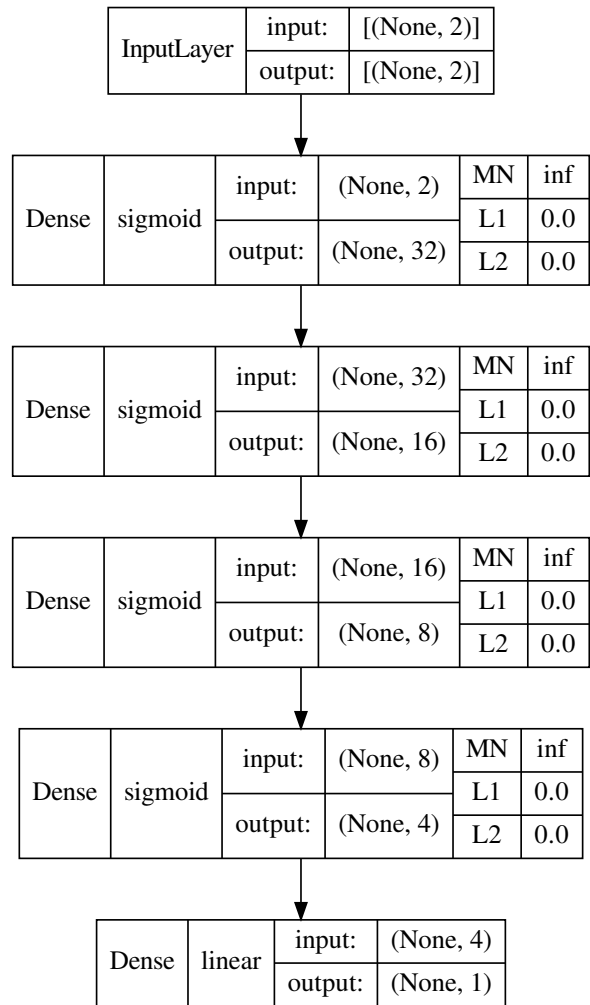 InputLayer input: [(None, 2)]
output: [(None, 2)]
Dense sigmoid input: (None, 2) MN inf
L1 0.0
output: (None, 32) L2 0.0
Dense sigmoid input: (None, 32) MN inf
L1 0.0
output: (None, 16) L2 0.0
Dense sigmoid input: (None, 16) MN inf
L1 0.0
output: (None, 8) L2 0.0
Dense sigmoid input: (None, 8) MN inf
L1 0.0
output: (None, 4) L2 0.0
Dense linear input: (None, 4)
output: (None, 1)